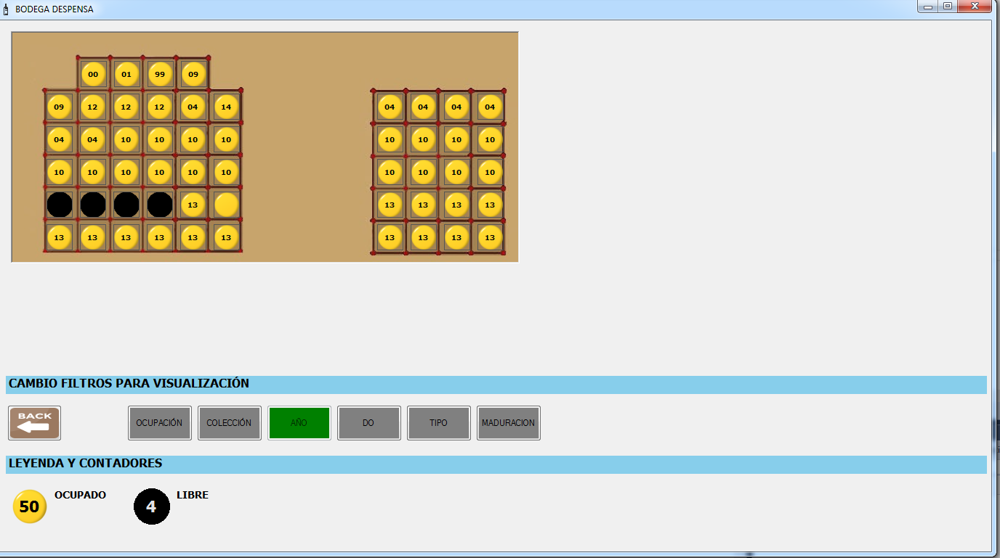 BODEGA DESPENSA
00 01 99 09
09 12 12 12 04 14
04 04 04 04
04 04 10 10 10 10
10 10 10 10
10 10 10 10 10 10
10 10 10 10
13
13 13 13 13
13 13 13 13 13 13
13 13 13 13
CAMBIO FILTROS PARA VISUALIZACIÓN
BACK
OCUPACIÓN COLECCIÓN AÑO DO TIPO MADURACION
LEYENDA Y CONTADORES
50 OCUPADO 4 LIBRE